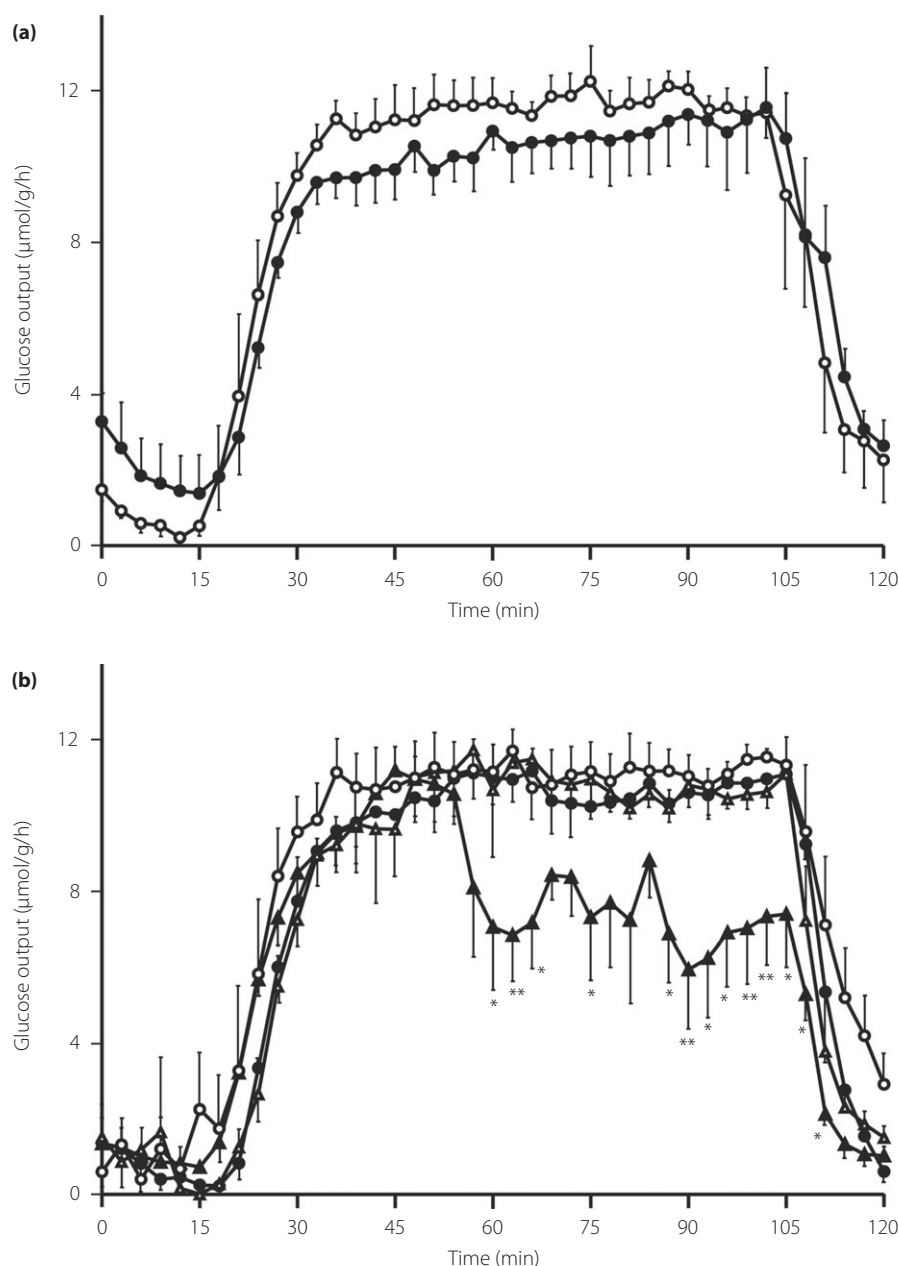 (a)
12
8
4
0
Glucose output (µmol/g/h)
0 15 30 45 60 75 90 105 120
Time (min)
(b)
12
8
4
0
Glucose output (µmol/g/h)
* ** * * * ** * * ** ** * * *
0 15 30 45 60 75 90 105 120
Time (min)